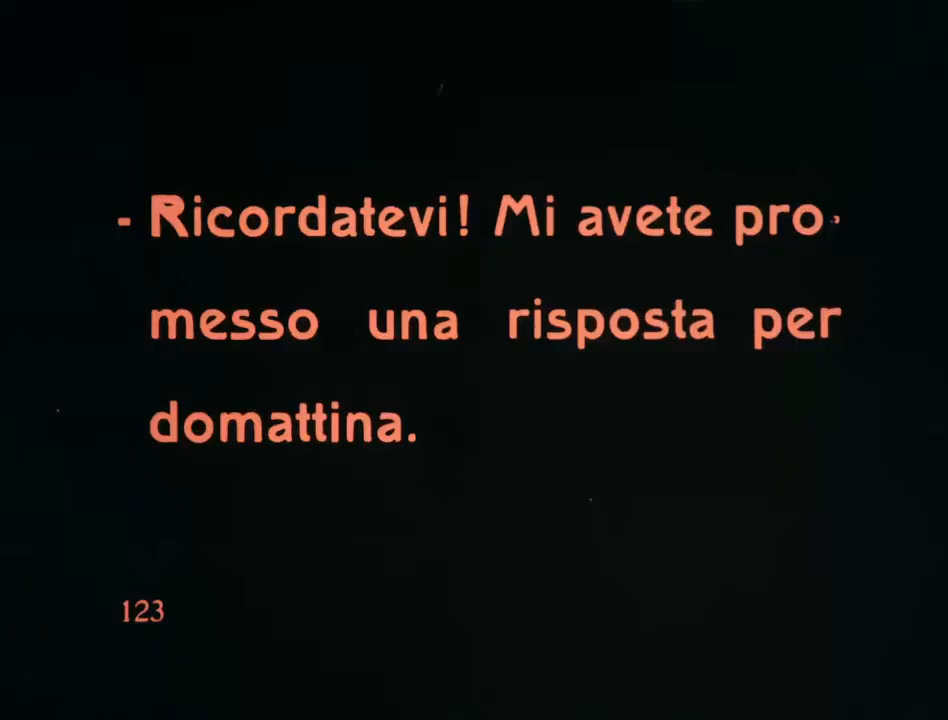 - Ricordatevi! Mi avete pro-
messo una risposta per
domattina.
123